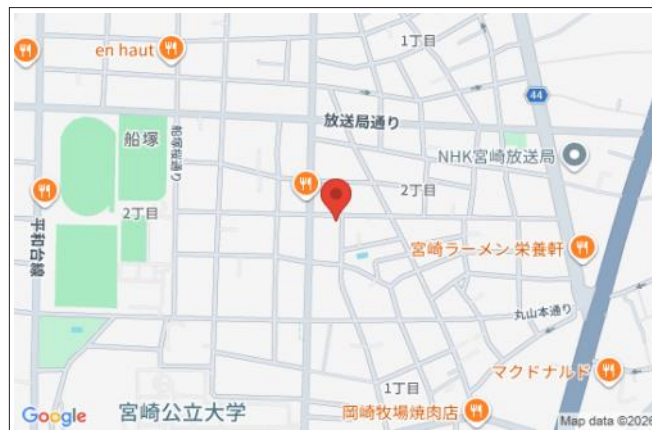 1丁目
en haut
44
放送局通り
船塚
船塚桜通り
NHK宮崎放送局
2丁目
2丁目
平和台線
宮崎ラーメン 栄養軒
丸山本通り
マクドナルド
1丁目
岡崎牧場焼肉店
宮崎公立大学
Google
Map data ©2026